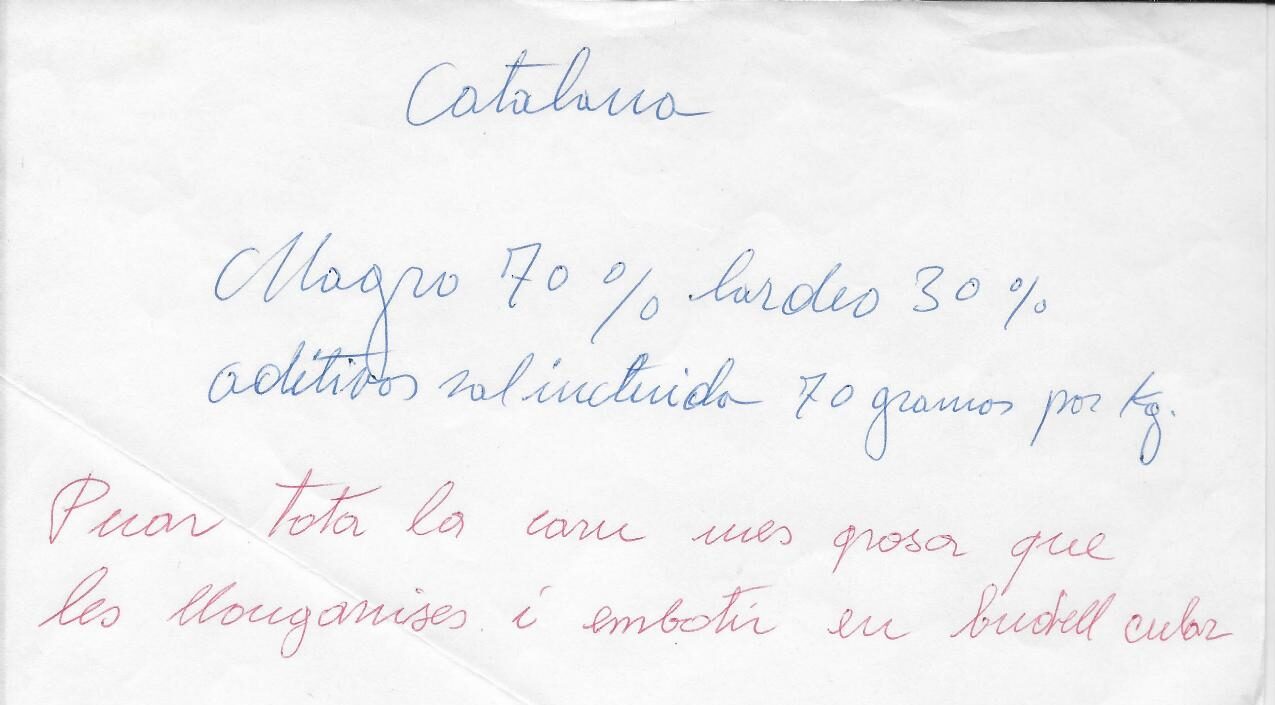 Catalana
Magro 70 % lardeo 30 %
aditivos sal incluida 70 gramos por Kg.
Picar tota la carn mes grosa que
les llonganises i embotir en budell cular